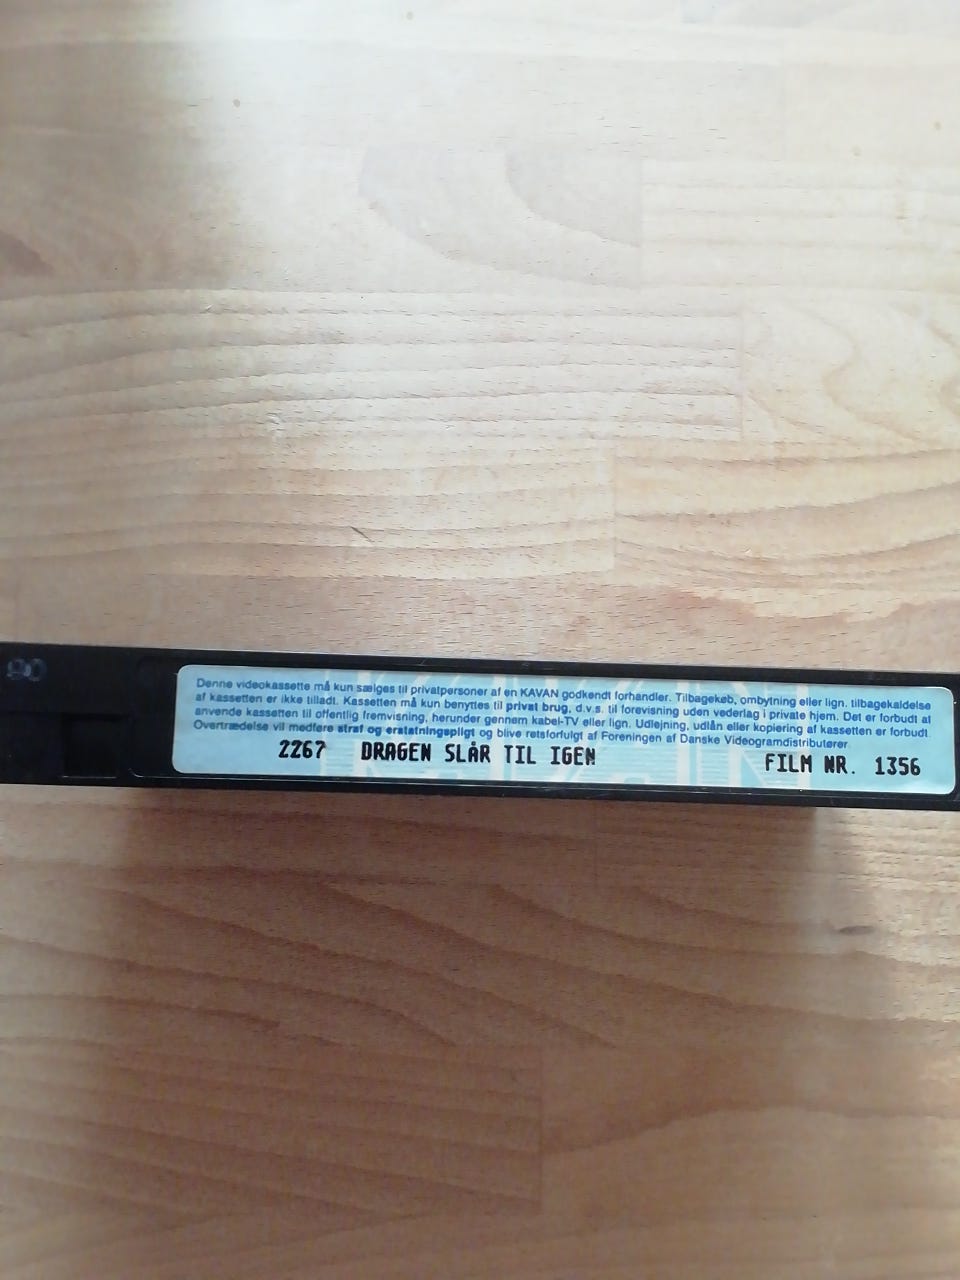 Denne videokassette må kun sælges til privatpersoner af en KAVAN godkendt forhandler. Tilbagekøb, ombytning eller lign. tilbagekaldelse
af kassetten er ikke tilladt. Kassetten må kun benyttes til privat brug, d.v.s. til forevisning uden vederlag i private hjem. Det er forbudt at
anvende kassetten til offentlig fremvisning, herunder gennem kabel-TV eller lign. Udlejning, udlån eller kopiering af kassetten er forbudt.
Overtrædelse vil medføre straf og erstatningspligt og blive retsforfulgt af Foreningen af Danske Videogramdistributører.
2267 DRAGEN SLÅR TIL IGEN FILM NR. 1356
KAVAN